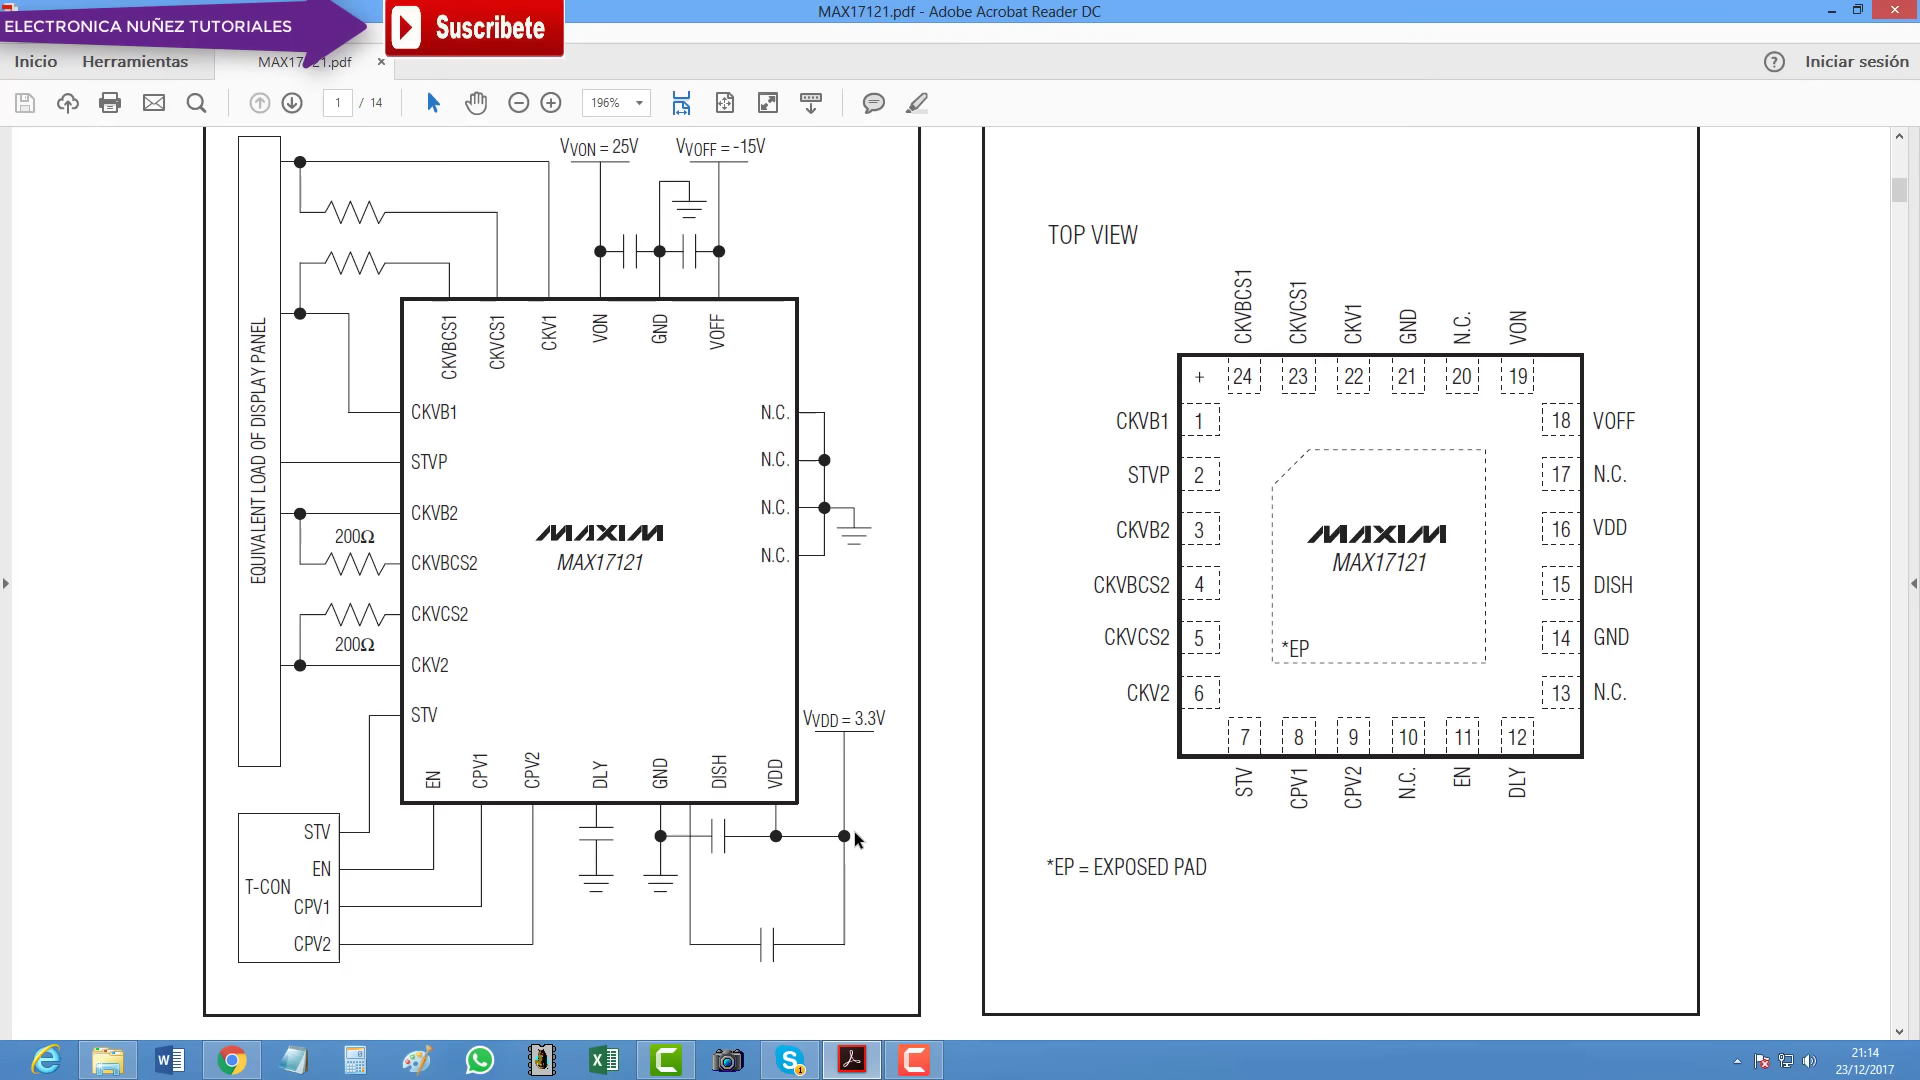 ELECTRONICA NUÑEZ TUTORIALES
Suscribete
MAX17121.pdf - Adobe Acrobat Reader DC
Inicio
Herramientas
Iniciar sesión
1 / 14
196%
VVON = 25V
VVOFF = -15V
EQUIVALENT LOAD OF DISPLAY PANEL
CKVBCS1
CKVCS1
CKV1
VON
GND
VOFF
CKVB1
STVP
CKVB2
200Ω
CKVBCS2
CKVCS2
200Ω
CKV2
STV
N.C.
N.C.
N.C.
N.C.
MAXIM
MAX17121
VVDD = 3.3V
EN
CPV1
CPV2
DLY
GND
DISH
VDD
T-CON
STV
EN
CPV1
CPV2
TOP VIEW
CKVBCS1
CKVCS1
CKV1
GND
N.C.
VON
+ 24 23 22 21 20 19
CKVB1 1
STVP 2
CKVB2 3
CKVBCS2 4
CKVCS2 5
CKV2 6
18 VOFF
17 N.C.
16 VDD
15 DISH
14 GND
13 N.C.
MAXIM
MAX17121
*EP
7 8 9 10 11 12
STV
CPV1
CPV2
N.C.
EN
DLY
*EP = EXPOSED PAD
21:14
23/12/2017